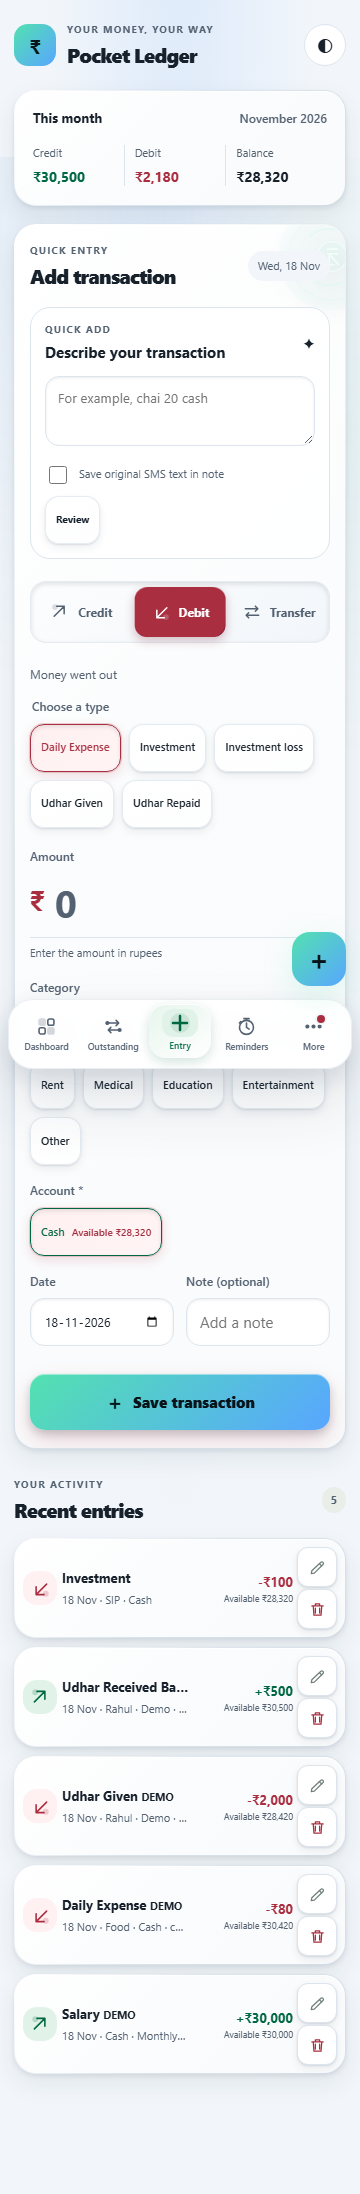 ₹
YOUR MONEY, YOUR WAY
Pocket Ledger
This month
November 2026
Credit
Debit
Balance
₹30,500
₹2,180
₹28,320
QUICK ENTRY
Add transaction
Wed, 18 Nov
QUICK ADD
Describe your transaction
For example, chai 20 cash
Save original SMS text in note
Review
Credit
Debit
Transfer
Money went out
Choose a type
Daily Expense
Investment
Investment loss
Udhar Given
Udhar Repaid
Amount
₹ 0
Enter the amount in rupees
+
Category
Dashboard
Outstanding
Entry
Reminders
More
Rent
Medical
Education
Entertainment
Other
Account *
Cash Available ₹28,320
Date
Note (optional)
18-11-2026
Add a note
+ Save transaction
YOUR ACTIVITY
Recent entries
5
Investment
-₹100
18 Nov · SIP · Cash
Available ₹28,320
Udhar Received Ba...
+₹500
18 Nov · Rahul · Demo · ...
Available ₹30,500
Udhar Given DEMO
-₹2,000
18 Nov · Rahul · Demo · ...
Available ₹28,420
Daily Expense DEMO
-₹80
18 Nov · Food · Cash · c...
Available ₹30,420
Salary DEMO
+₹30,000
18 Nov · Cash · Monthly...
Available ₹30,000